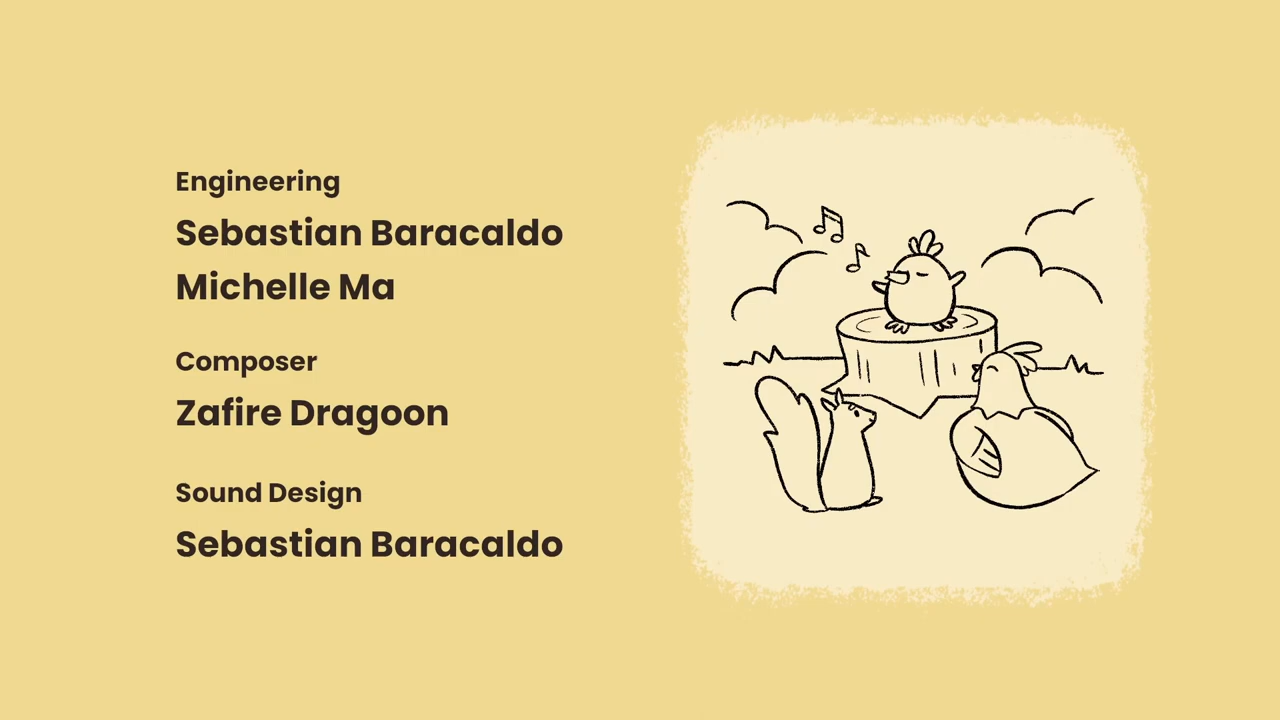 Engineering
Sebastian Baracaldo
Michelle Ma
Composer
Zafire Dragoon
Sound Design
Sebastian Baracaldo